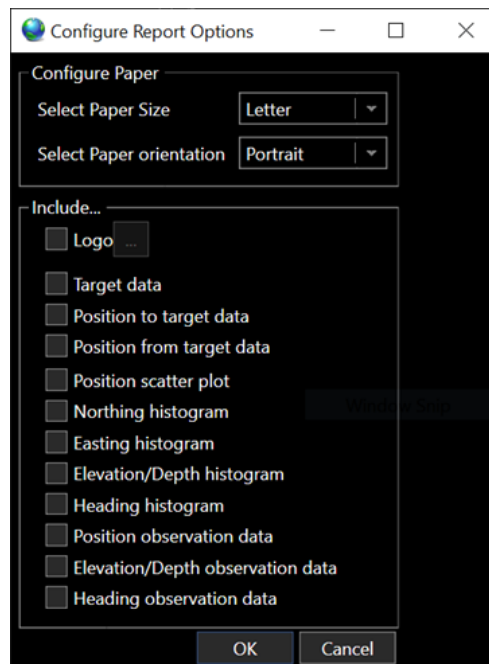 Configure Report Options
Configure Paper
Select Paper Size Letter
Select Paper orientation Portrait
Include...
Logo ...
Target data
Position to target data
Position from target data
Position scatter plot
Window Snip
Northing histogram
Easting histogram
Elevation/Depth histogram
Heading histogram
Position observation data
Elevation/Depth observation data
Heading observation data
OK Cancel